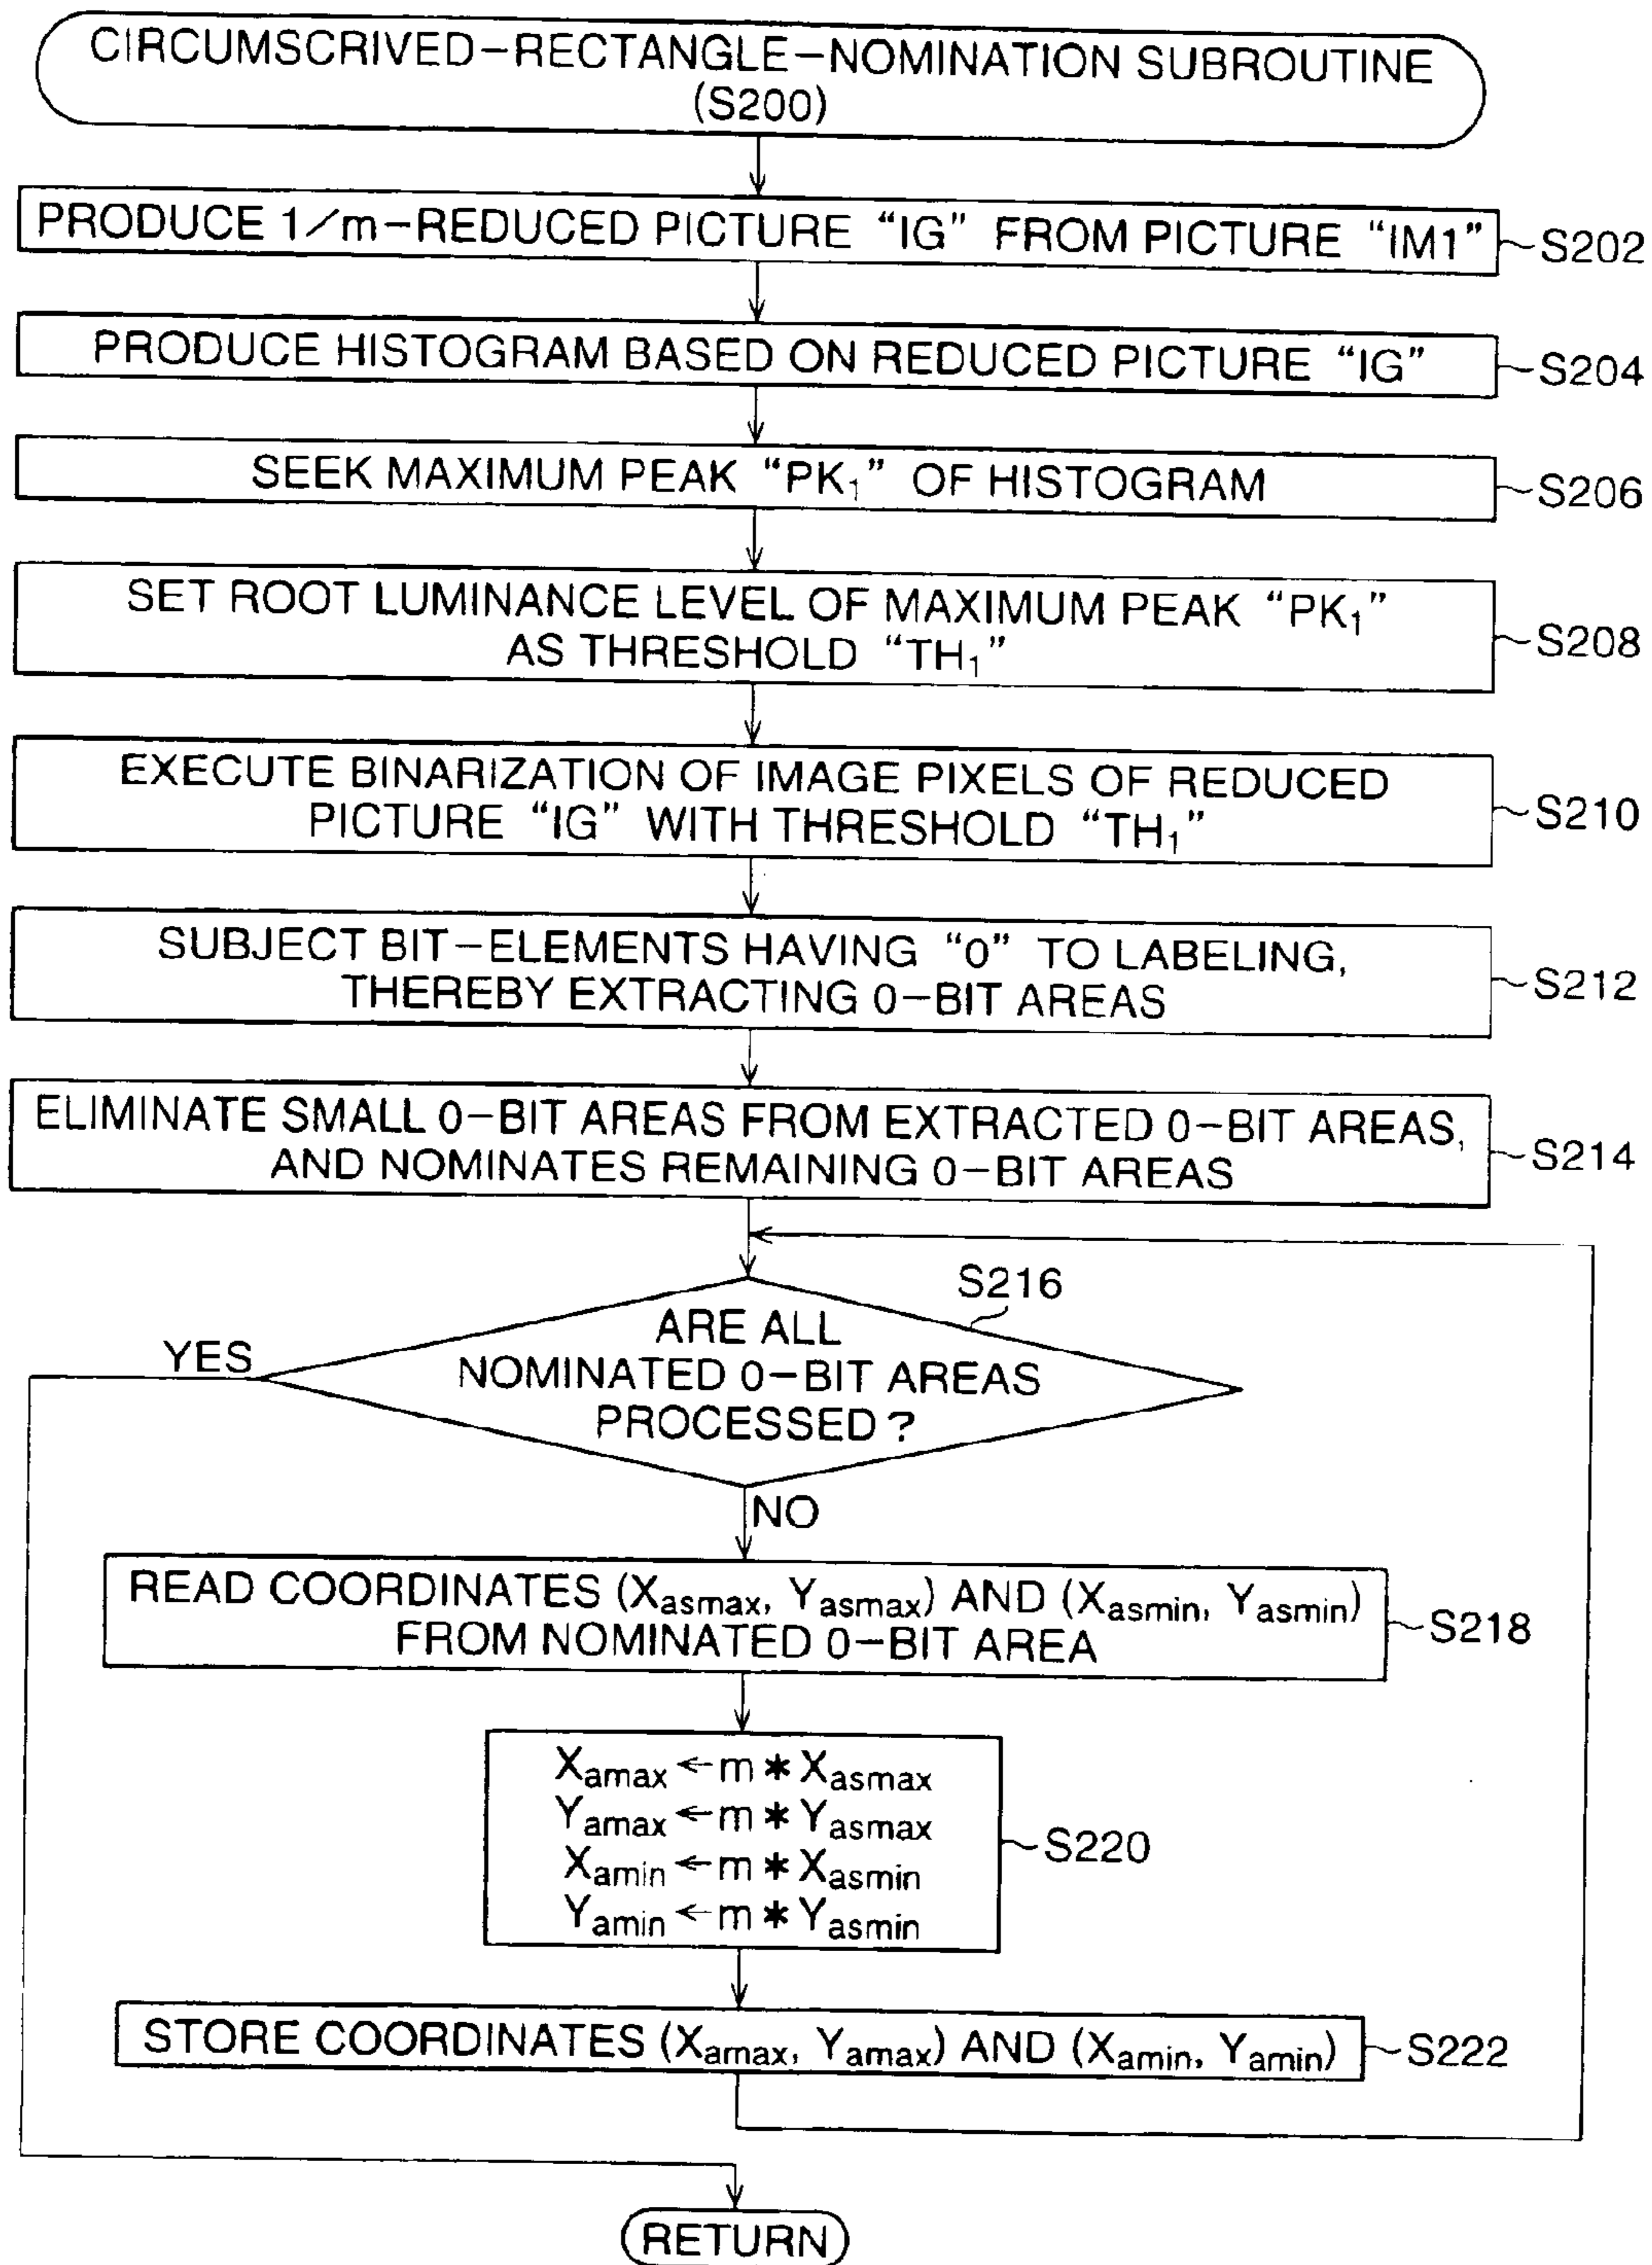 CIRCUMSCRIVED-RECTANGLE-NOMINATION SUBROUTINE
(S200)
PRODUCE 1/m-REDUCED PICTURE "IG" FROM PICTURE "IM1"
S202
PRODUCE HISTOGRAM BASED ON REDUCED PICTURE "IG"
S204
SEEK MAXIMUM PEAK "PK₁" OF HISTOGRAM
S206
SET ROOT LUMINANCE LEVEL OF MAXIMUM PEAK "PK₁"
AS THRESHOLD "TH₁"
S208
EXECUTE BINARIZATION OF IMAGE PIXELS OF REDUCED
PICTURE "IG" WITH THRESHOLD "TH₁"
S210
SUBJECT BIT-ELEMENTS HAVING "0" TO LABELING,
THEREBY EXTRACTING 0-BIT AREAS
S212
ELIMINATE SMALL 0-BIT AREAS FROM EXTRACTED 0-BIT AREAS,
AND NOMINATES REMAINING 0-BIT AREAS
S214
S216
ARE ALL
NOMINATED 0-BIT AREAS
PROCESSED?
YES
NO
READ COORDINATES (Xasmax, Yasmax) AND (Xasmin, Yasmin)
FROM NOMINATED 0-BIT AREA
S218
Xamax ← m * Xasmax
Yamax ← m * Yasmax
Xamin ← m * Xasmin
Yamin ← m * Yasmin
S220
STORE COORDINATES (Xamax, Yamax) AND (Xamin, Yamin)
S222
RETURN